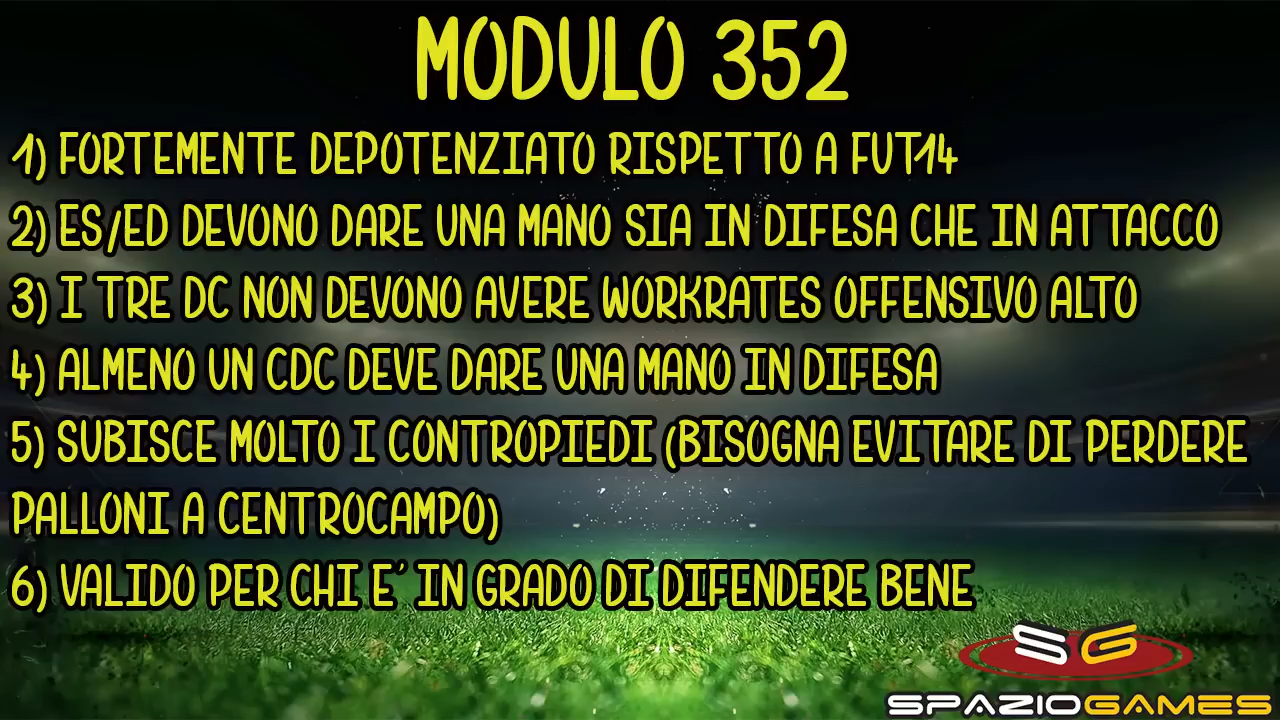 MODULO 352
1) FORTEMENTE DEPOTENZIATO RISPETTO A FUT14
2) ES/ED DEVONO DARE UNA MANO SIA IN DIFESA CHE IN ATTACCO
3) I TRE DC NON DEVONO AVERE WORKRATES OFFENSIVO ALTO
4) ALMENO UN CDC DEVE DARE UNA MANO IN DIFESA
5) SUBISCE MOLTO I CONTROPIEDI (BISOGNA EVITARE DI PERDERE
PALLONI A CENTROCAMPO)
6) VALIDO PER CHI E' IN GRADO DI DIFENDERE BENE
SG
SPAZIOGAMES